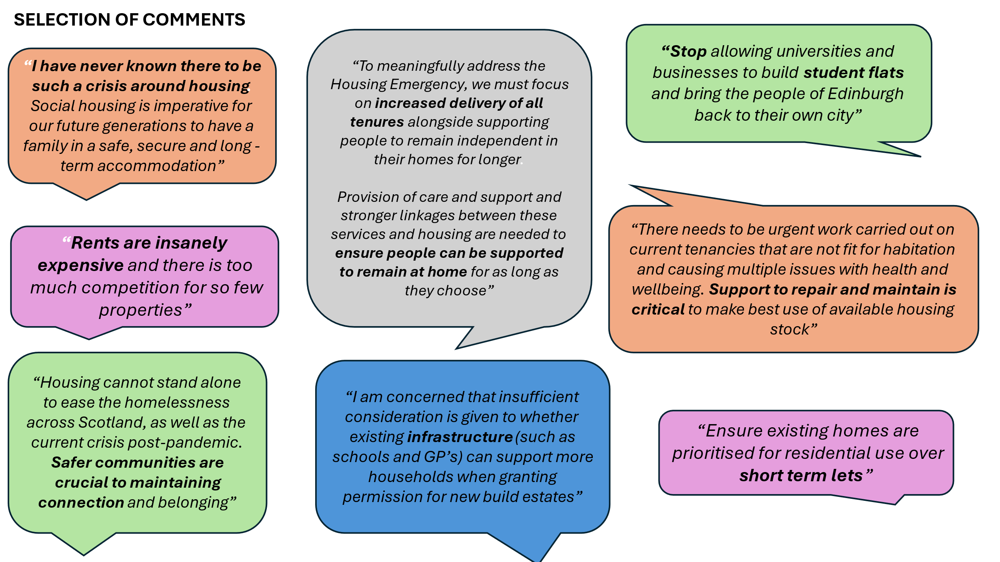 SELECTION OF COMMENTS
“I have never known there to be
such a crisis around housing.
Social housing is imperative for
our future generations to have a
family in a safe, secure and long -
term accommodation”
“Rents are insanely
expensive and there is too
much competition for so few
properties”
“Housing cannot stand alone
to ease the homelessness
across Scotland, as well as the
current crisis post-pandemic.
Safer communities are
crucial to maintaining
connection and belonging”
“To meaningfully address the
Housing Emergency, we must focus
on increased delivery of all
tenures alongside supporting
people to remain independent in
their homes for longer.
Provision of care and support and
stronger linkages between these
services and housing are needed to
ensure people can be supported
to remain at home for as long as
they choose”
“I am concerned that insufficient
consideration is given to whether
existing infrastructure (such as
schools and GP’s) can support more
households when granting
permission for new build estates”
“Stop allowing universities and
businesses to build student flats
and bring the people of Edinburgh
back to their own city”
“There needs to be urgent work carried out on
current tenancies that are not fit for habitation
and causing multiple issues with health and
wellbeing. Support to repair and maintain is
critical to make best use of available housing
stock”
“Ensure existing homes are
prioritised for residential use over
short term lets”